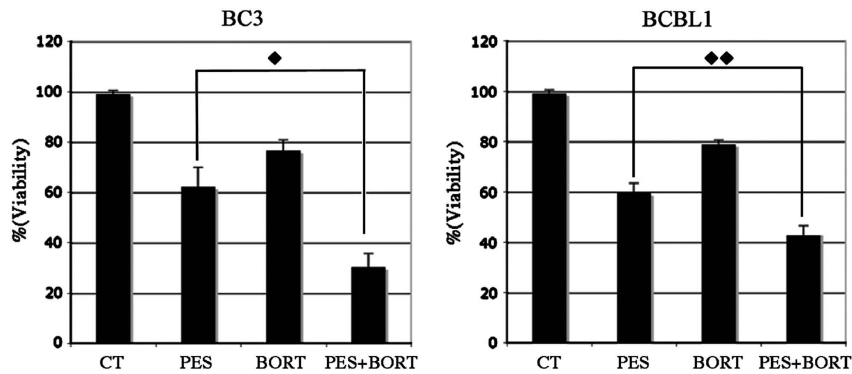 BC3
%(Viability)
120
100
80
60
40
20
0
CT PES BORT PES+BORT
BCBL1
%(Viability)
120
100
80
60
40
20
0
CT PES BORT PES+BORT